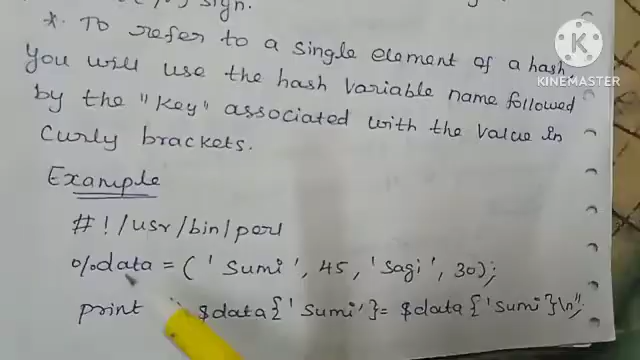 sign.
*. To refer to a single element of a hash,
You will use the hash variable name followed
by the "Key" associated with the value in
Curly brackets.
Example
#!/usr/bin/perl
%data = ('Sumi', 45, 'Sagi', 30);
print " $data{'Sumi'}= $data{'Sumi'}\n";
K
KINEMASTER